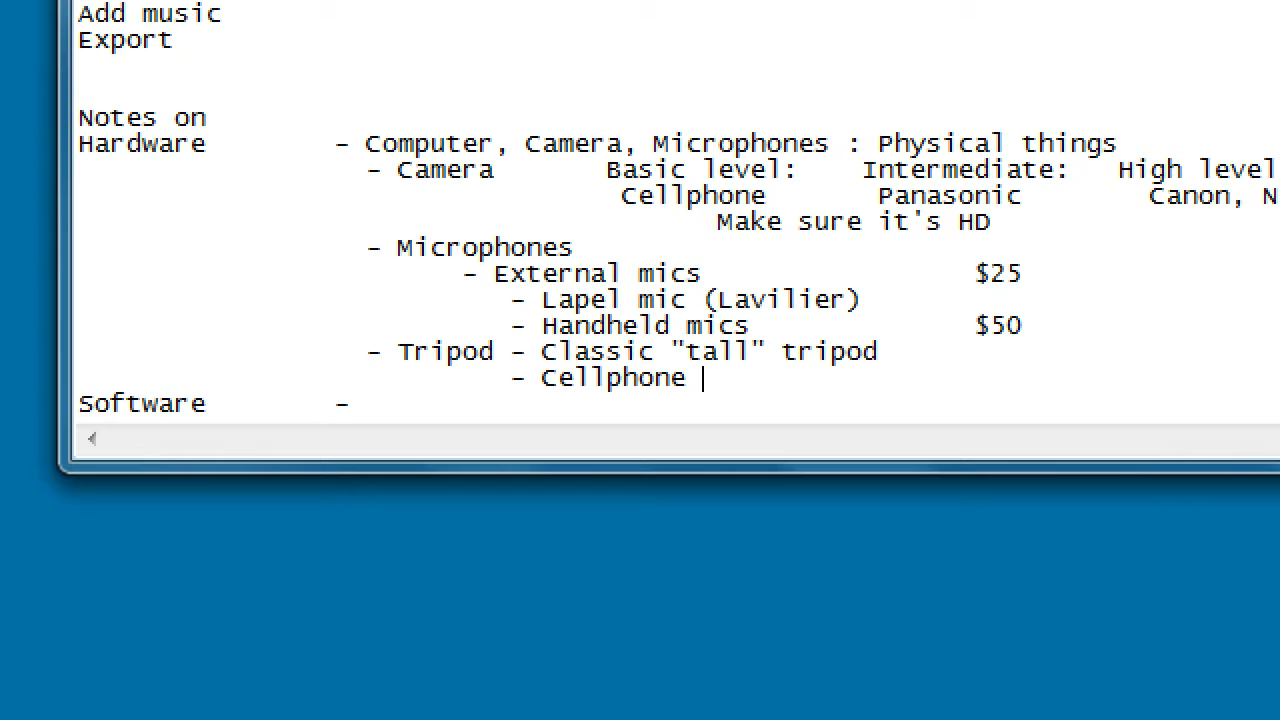 Add music
Export
Notes on
Hardware - Computer, Camera, Microphones : Physical things
- Camera Basic level: Intermediate: High level
Cellphone Panasonic Canon, N
Make sure it's HD
- Microphones
- External mics $25
- Lapel mic (Lavilier)
- Handheld mics $50
- Tripod - Classic "tall" tripod
- Cellphone
Software -